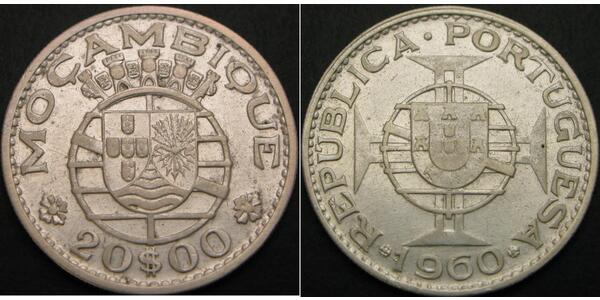 MOÇAMBIQUE
20$00
REPUBLICA · PORTUGUESA
1960